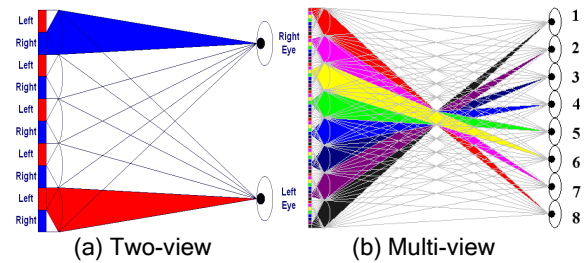 Left
Right
Left
Right
Left
Right
Left
Right
Left
Right
Right
Eye
Left
Eye
(a) Two-view
1
2
3
4
5
6
7
8
(b) Multi-view